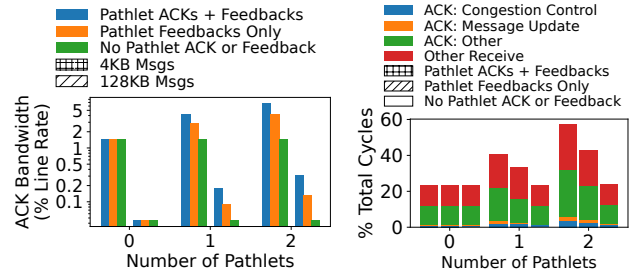 Pathlet ACKs + Feedbacks
Pathlet Feedbacks Only
No Pathlet ACK or Feedback
4KB Msgs
128KB Msgs
ACK Bandwidth
(% Line Rate)
5
2
1
0.5
0.2
0.1
0 1 2
Number of Pathlets
ACK: Congestion Control
ACK: Message Update
ACK: Other
Other Receive
Pathlet ACKs + Feedbacks
Pathlet Feedbacks Only
No Pathlet ACK or Feedback
% Total Cycles
60
40
20
0
0 1 2
Number of Pathlets